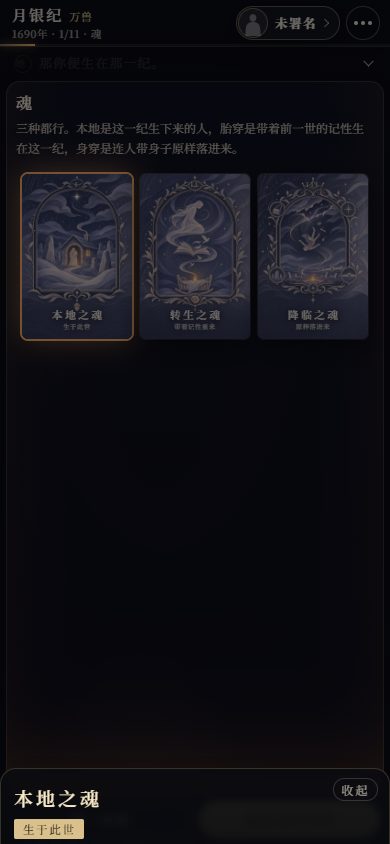 月银纪 万兽
1690年 · 1/11 · 魂
未署名
那你便生在那一纪。
魂
三种都行。本地是这一纪生下来的人，胎穿是带着前一世的记性生
在这一纪，身穿是连人带身子原样落进来。
本地之魂
生于此世
转生之魂
带着记性重来
降临之魂
原样落进来
本地之魂
收起
生于此世